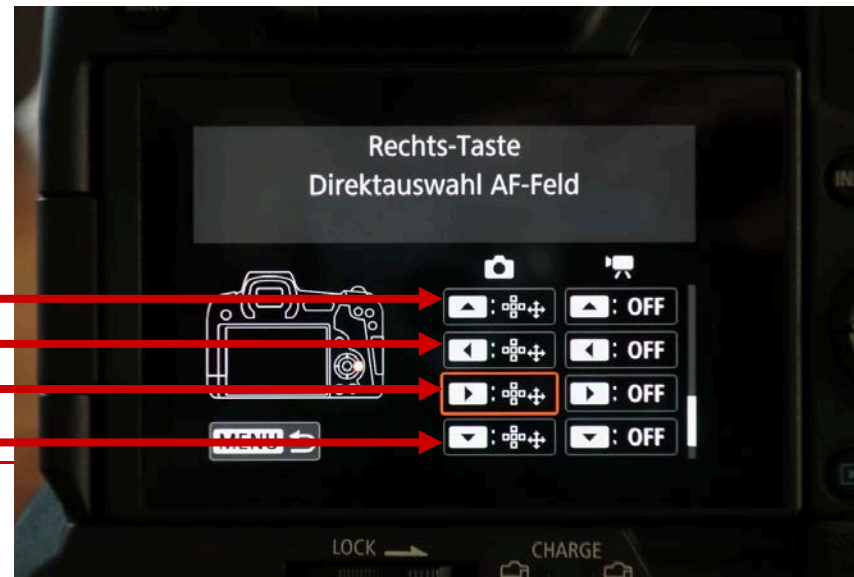 Rechts-Taste
Direktauswahl AF-Feld
: : OFF
: : OFF
: : OFF
: : OFF
MENU
LOCK
CHARGE